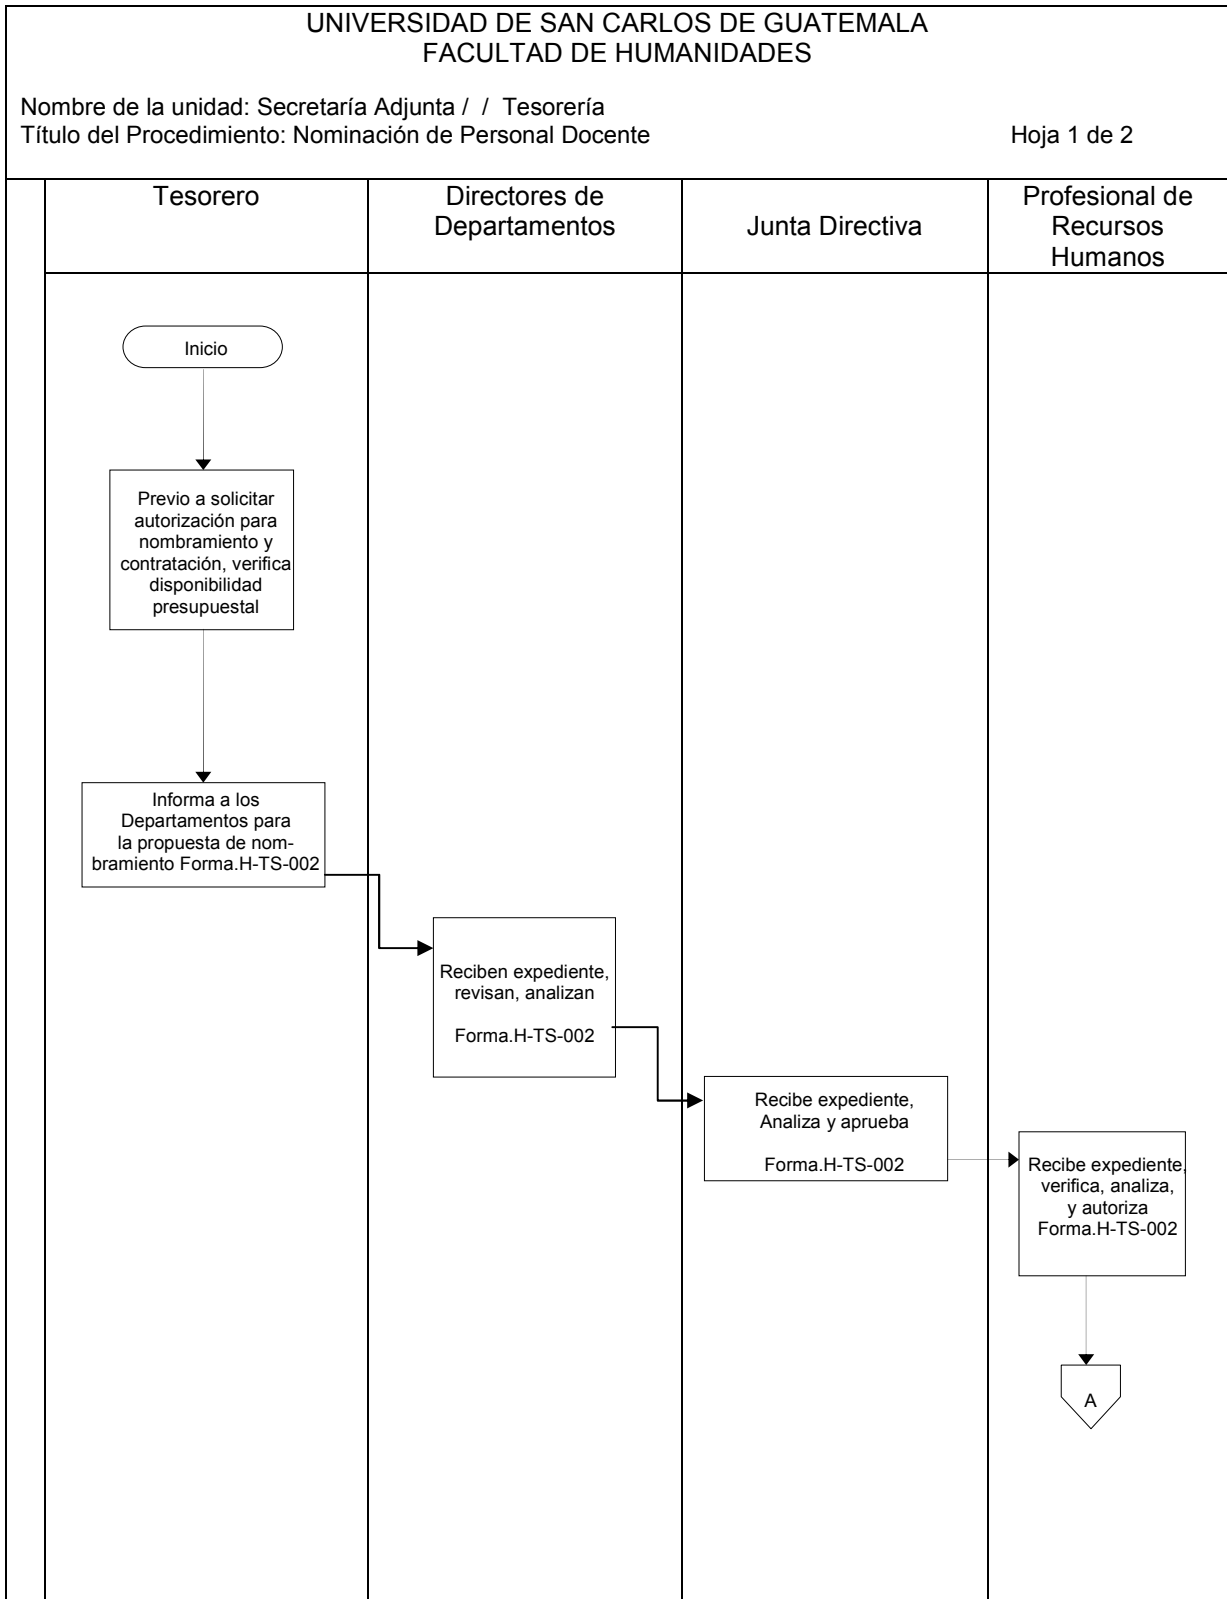 UNIVERSIDAD DE SAN CARLOS DE GUATEMALA
FACULTAD DE HUMANIDADES
Nombre de la unidad: Secretaría Adjunta / / Tesorería
Título del Procedimiento: Nominación de Personal Docente Hoja 1 de 2
Tesorero
Directores de
Departamentos
Junta Directiva
Profesional de
Recursos
Humanos
Inicio
Previo a solicitar
autorización para
nombramiento y
contratación, verifica
disponibilidad
presupuestal
Informa a los
Departamentos para
la propuesta de nom-
bramiento Forma.H-TS-002
Reciben expediente,
revisan, analizan
Forma.H-TS-002
Recibe expediente,
Analiza y aprueba
Forma.H-TS-002
Recibe expediente,
verifica, analiza,
y autoriza
Forma.H-TS-002
A